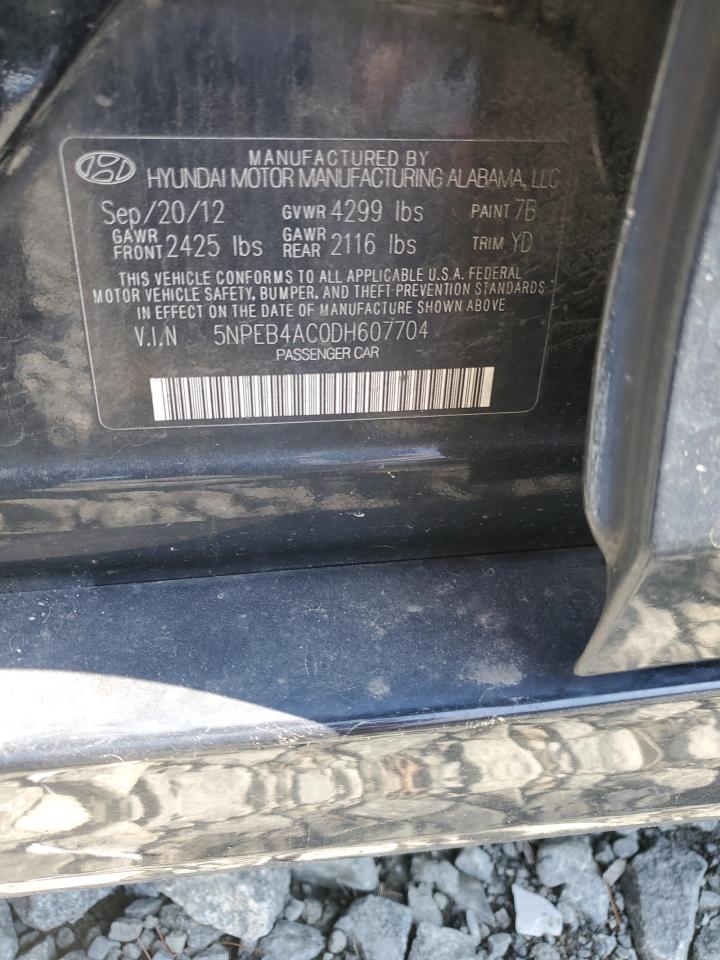 MANUFACTURED BY
HYUNDAI MOTOR MANUFACTURING ALABAMA, LLC
Sep/20/12 GVWR 4299 lbs PAINT 7B
GAWR FRONT 2425 lbs GAWR REAR 2116 lbs TRIM YD
THIS VEHICLE CONFORMS TO ALL APPLICABLE U.S.A. FEDERAL
MOTOR VEHICLE SAFETY, BUMPER, AND THEFT PREVENTION STANDARDS
IN EFFECT ON THE DATE OF MANUFACTURE SHOWN ABOVE
V.I.N 5NPEB4AC0DH607704
PASSENGER CAR